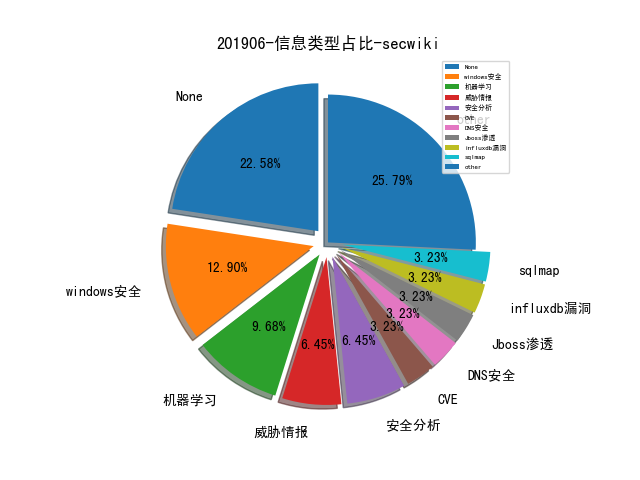 201906-信息类型占比-secwiki
None
windows安全
机器学习
威胁情报
安全分析
CVE
DNS安全
Jboss渗透
influxdb漏洞
sqlmap
other
other
None
22.58%
25.79%
12.90%
9.68%
6.45%
6.45%
3.23%
3.23%
3.23%
3.23%
3.23%
sqlmap
influxdb漏洞
Jboss渗透
DNS安全
CVE
安全分析
威胁情报
机器学习
windows安全